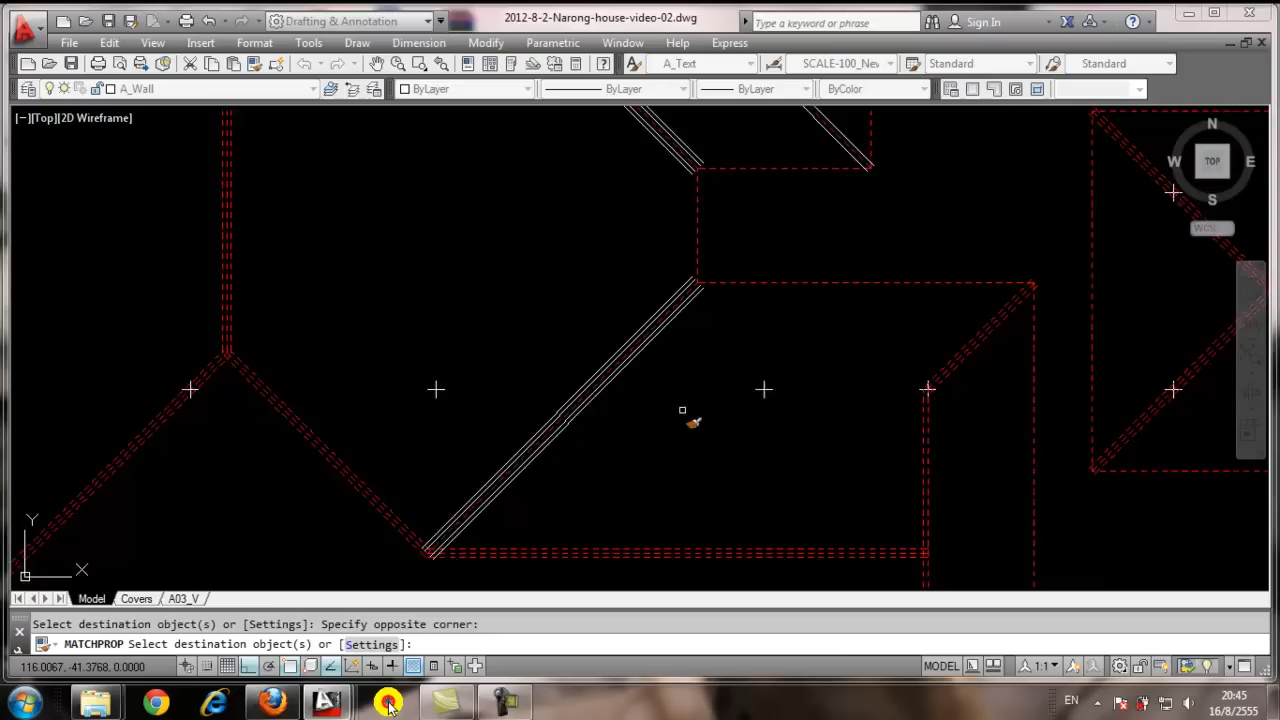 2012-8-2-Narong-house-video-02.dwg
Drafting & Annotation
Type a keyword or phrase
Sign In
File Edit View Insert Format Tools Draw Dimension Modify Parametric Window Help Express
A_Text SCALE-100_Nev Standard Standard
A_Wall ByLayer ByLayer ByLayer ByColor
[−][Top][2D Wireframe]
N
W TOP E
S
WCS
Y
X
Model Covers A03_V
Select destination object(s) or [Settings]: Specify opposite corner:
MATCHPROP Select destination object(s) or [Settings]:
116.0067, -41.3768, 0.0000
MODEL 1:1
EN
20:45
16/8/2555